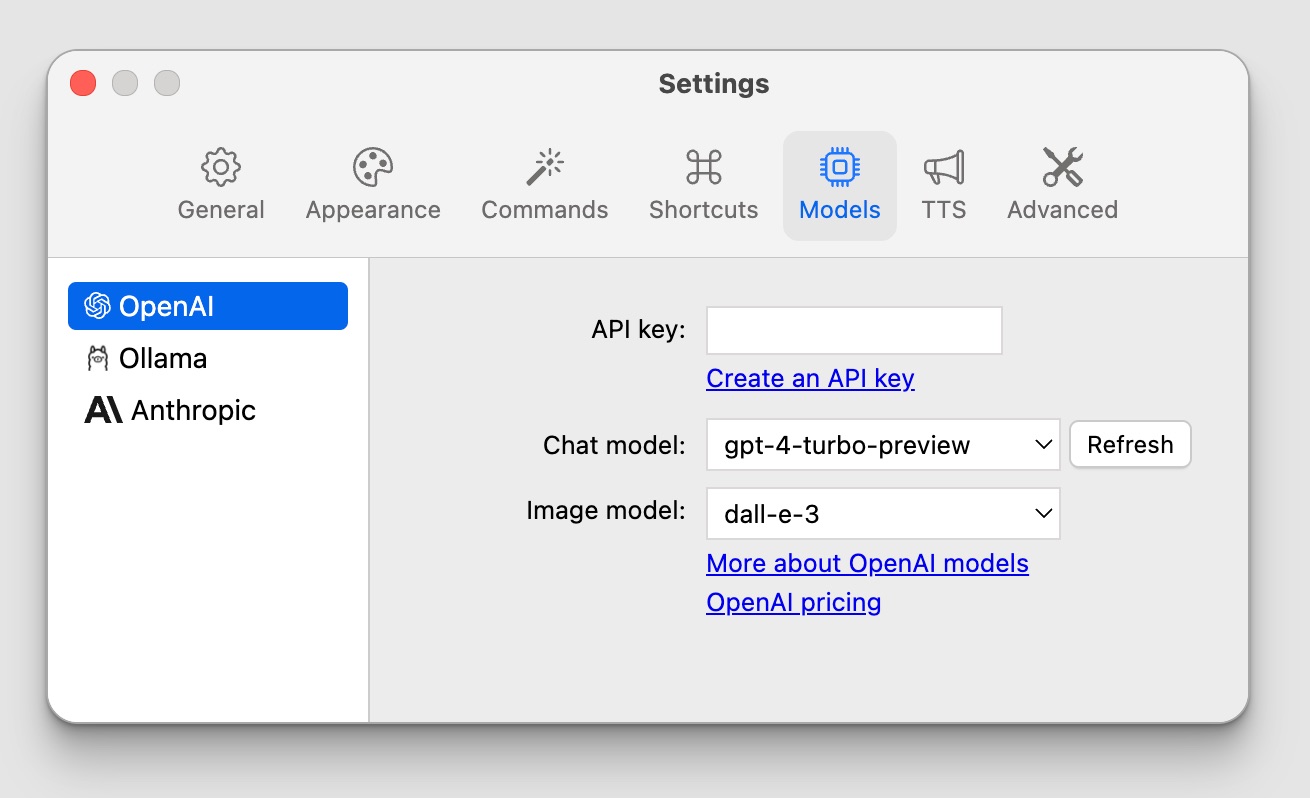 Settings
General Appearance Commands Shortcuts Models TTS Advanced
OpenAI
Ollama
Anthropic
API key:
Create an API key
Chat model: gpt-4-turbo-preview Refresh
Image model: dall-e-3
More about OpenAI models
OpenAI pricing